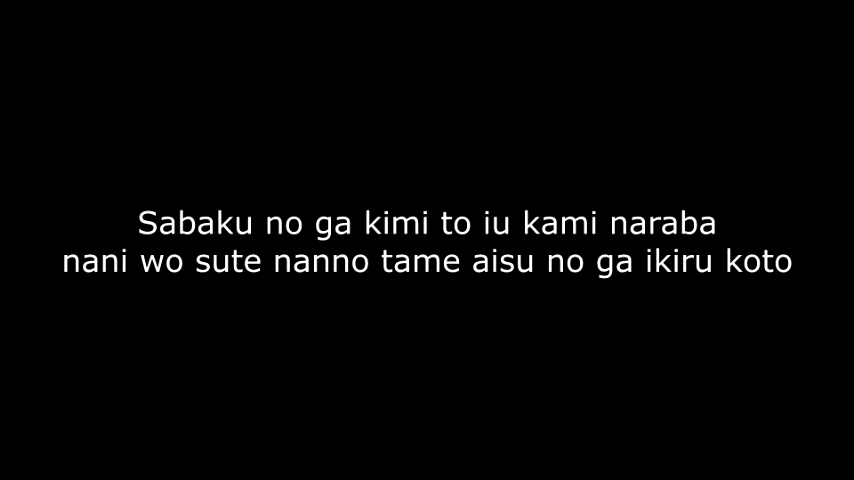 Sabaku no ga kimi to iu kami naraba
nani wo sute nanno tame aisu no ga ikiru koto